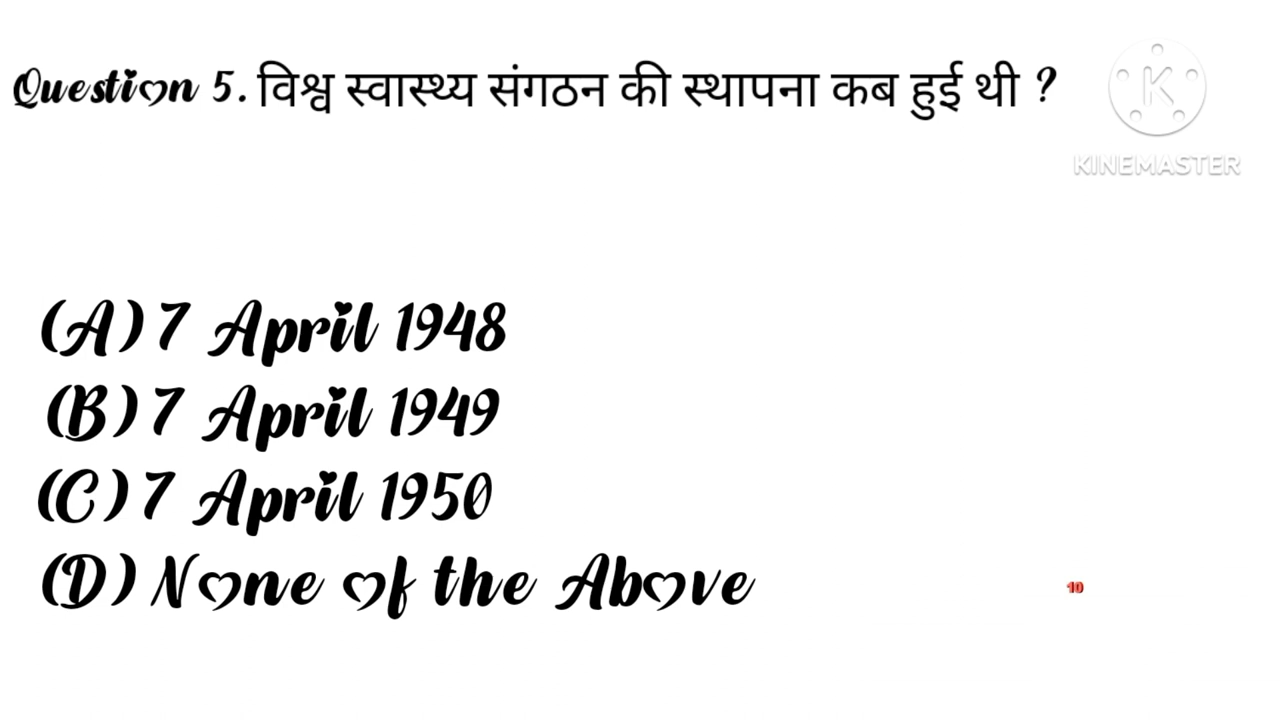 Question 5. विश्व स्वास्थ्य संगठन की स्थापना कब हुई थी ?
K
KINEMASTER
(A) 7 April 1948
(B) 7 April 1949
(C) 7 April 1950
(D) None of the Above
10